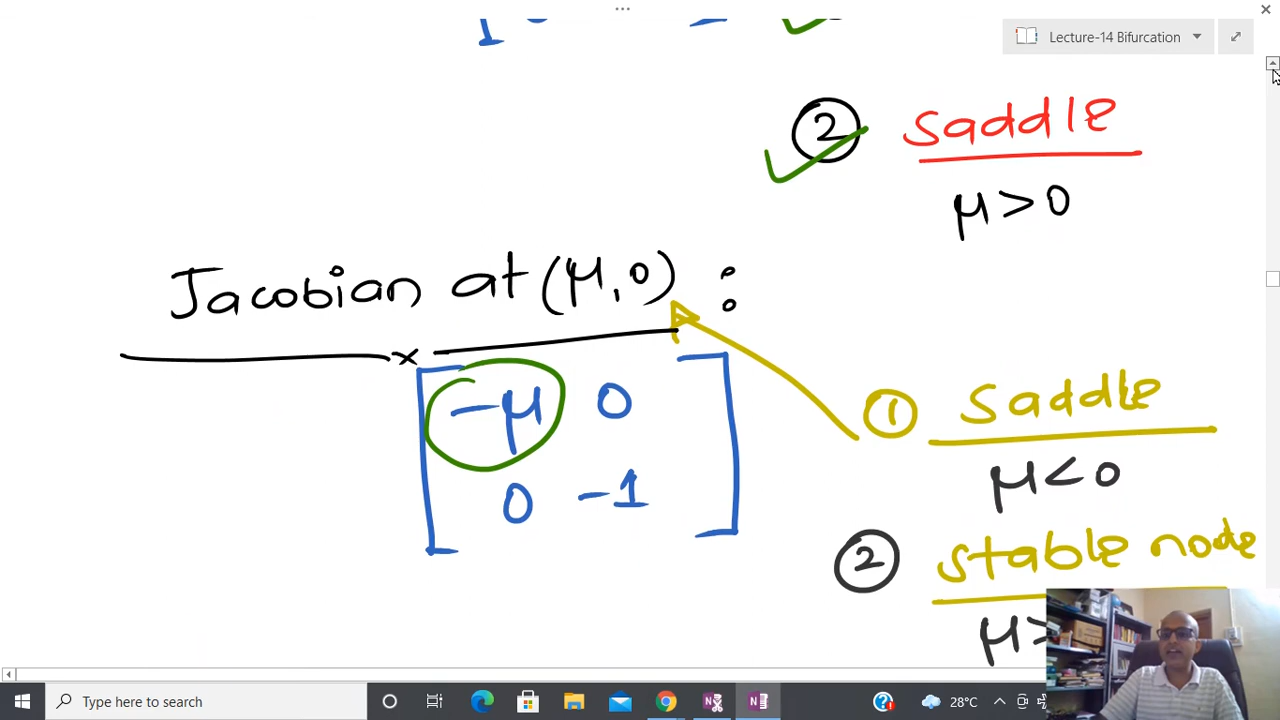 Lecture-14 Bifurcation
② saddle
μ>0
Jacobian at (μ,0) :
-μ 0
0 -1
① saddle
μ<0
② stable node
μ>
Type here to search
28°C